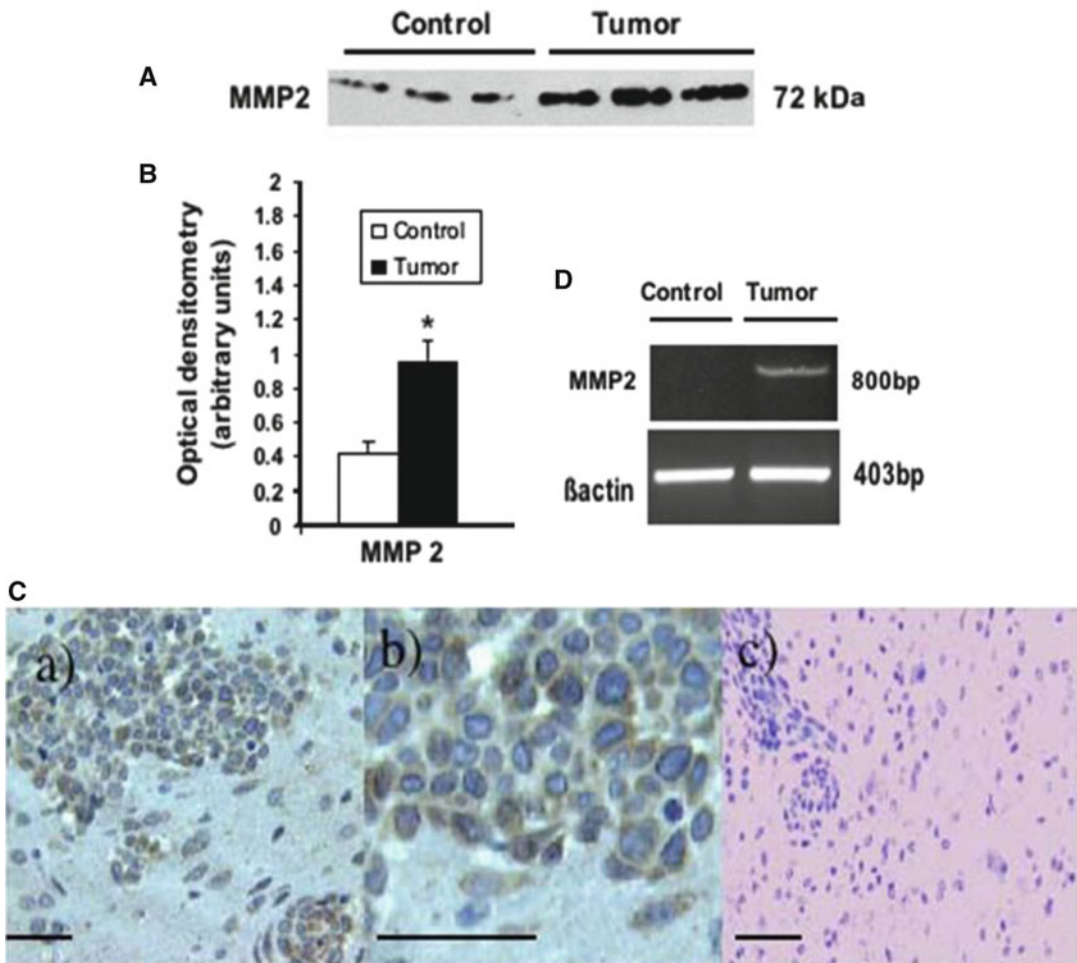 Control Tumor
A
MMP2 72 kDa
B
Optical densitometry
(arbitrary units)
2
1.8
1.6
1.4
1.2
1
0.8
0.6
0.4
0.2
0
Control
Tumor
*
MMP 2
D
Control Tumor
MMP2 800bp
ßactin 403bp
C
a) b) c)